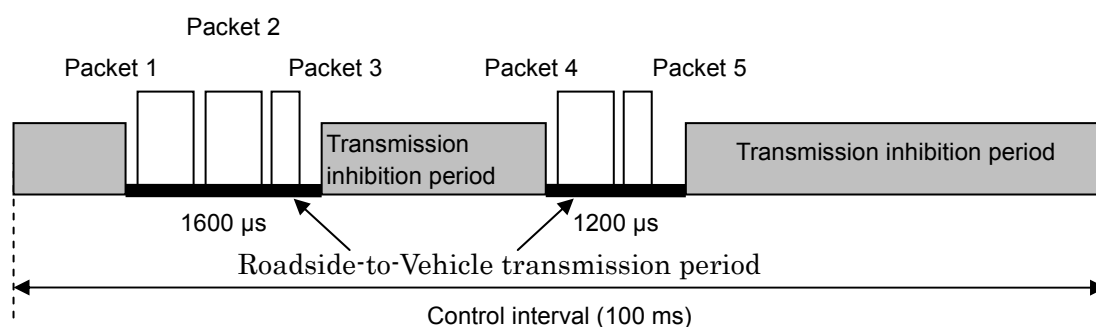 Packet 2
Packet 1
Packet 3
Packet 4
Packet 5
Transmission
inhibition period
Transmission inhibition period
1600 µs
1200 µs
Roadside-to-Vehicle transmission period
Control interval (100 ms)